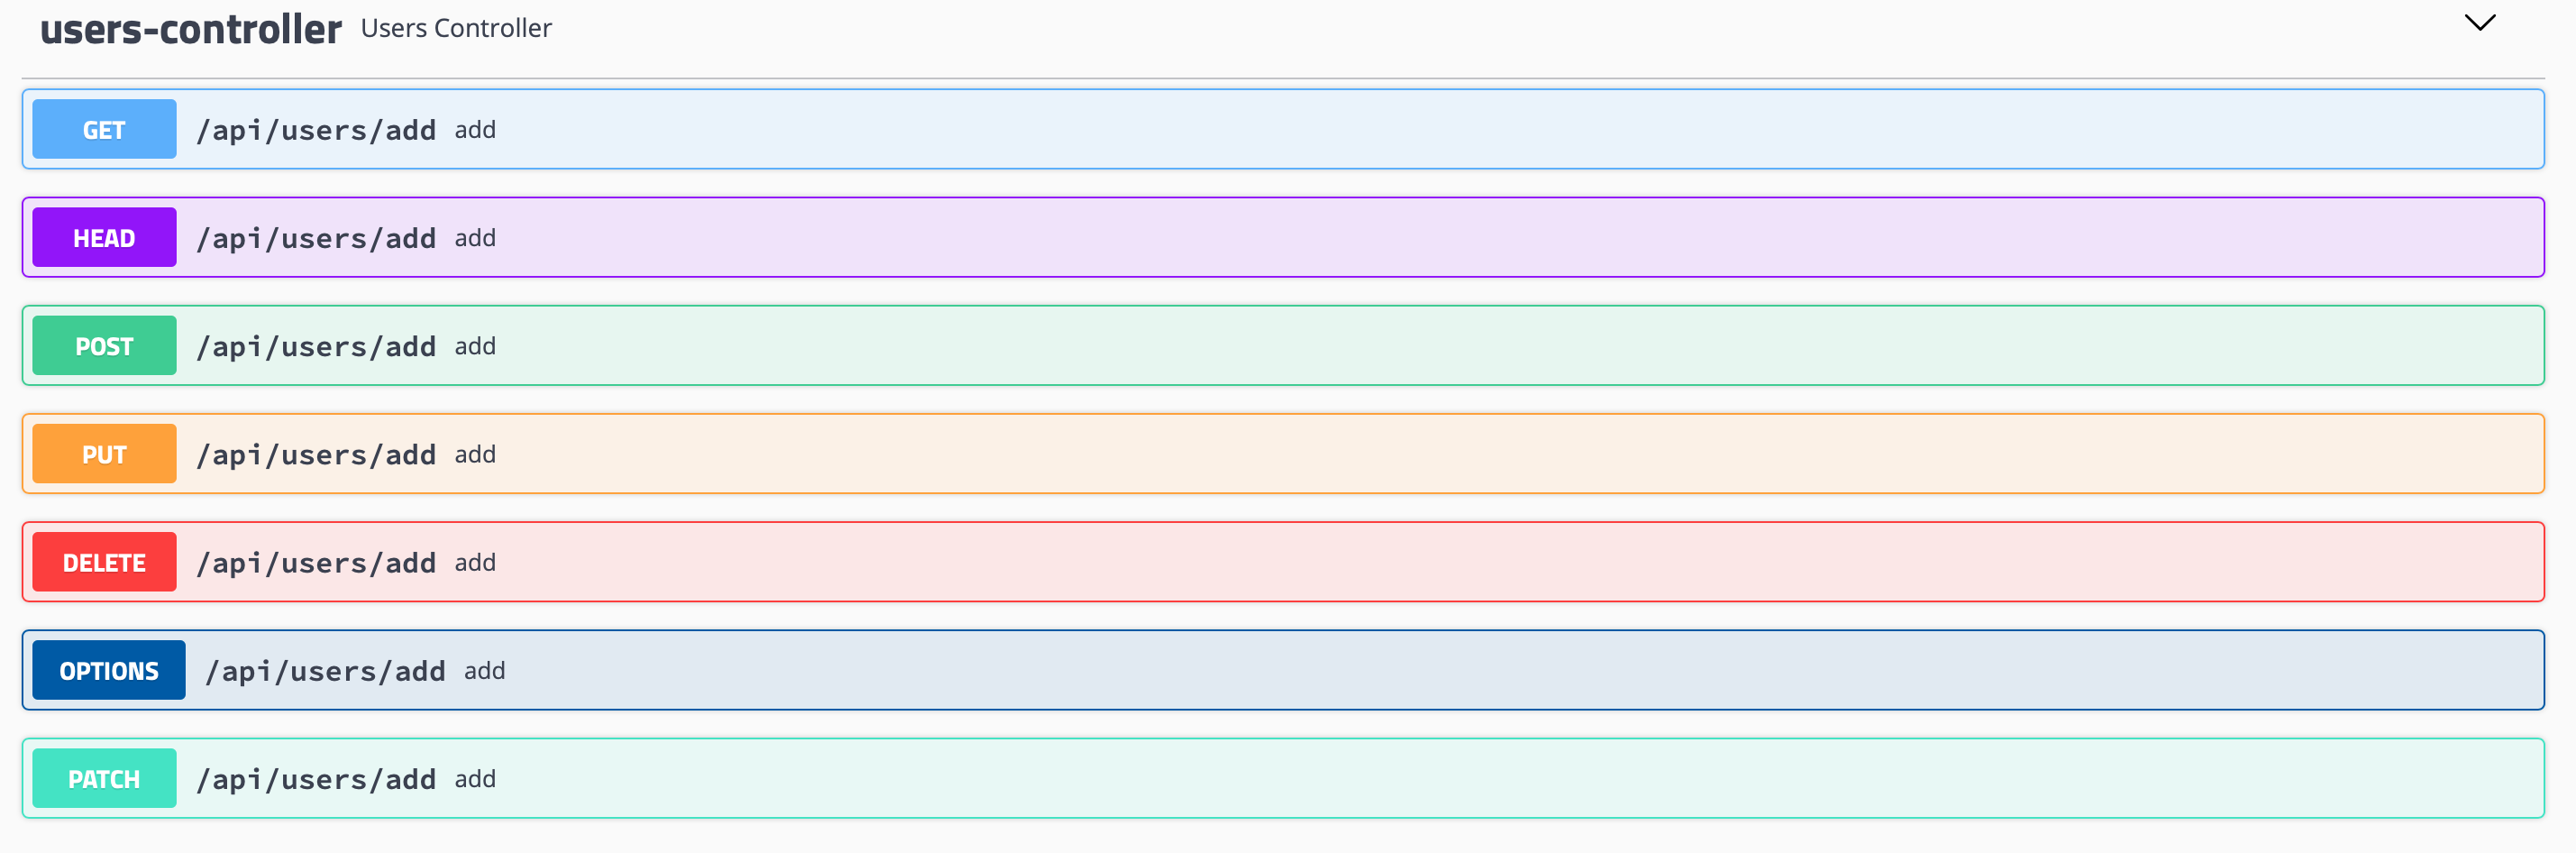 users-controller Users Controller
GET /api/users/add add
HEAD /api/users/add add
POST /api/users/add add
PUT /api/users/add add
DELETE /api/users/add add
OPTIONS /api/users/add add
PATCH /api/users/add add